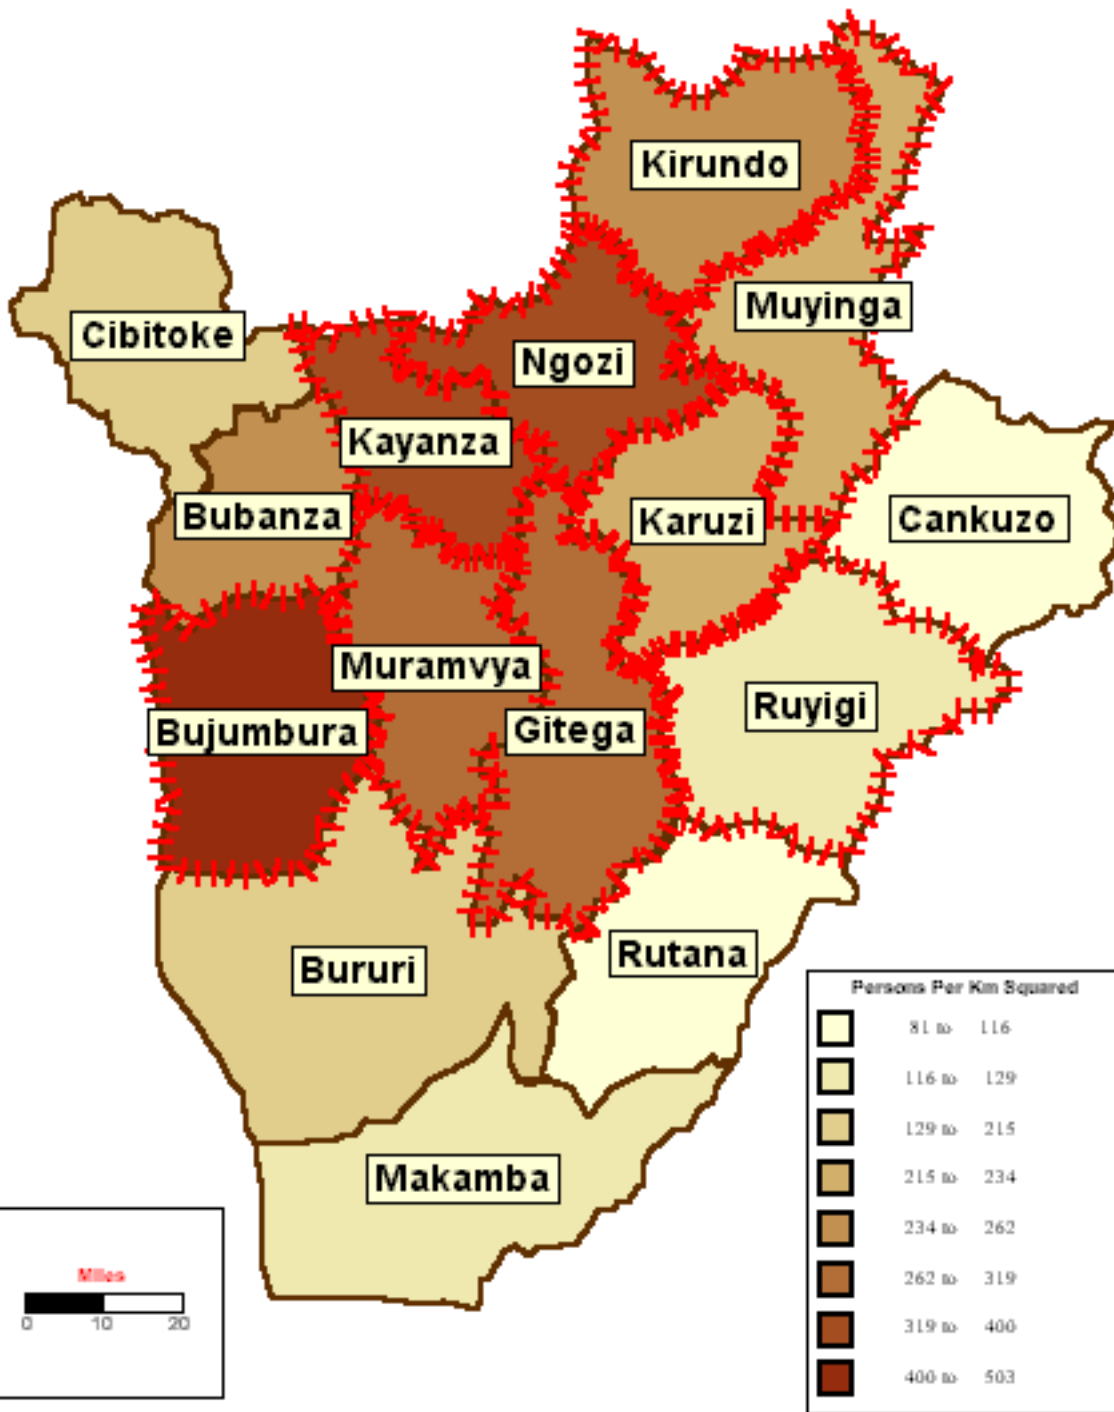 Kirundo
Muyinga
Cibitoke
Ngozi
Kayanza
Bubanza
Karuzi
Cankuzo
Muramvya
Ruyigi
Bujumbura
Gitega
Rutana
Bururi
Makamba
Persons Per Km Squared
81 to 116
116 to 129
129 to 215
215 to 234
234 to 262
262 to 319
319 to 400
400 to 503
Miles
0 10 20